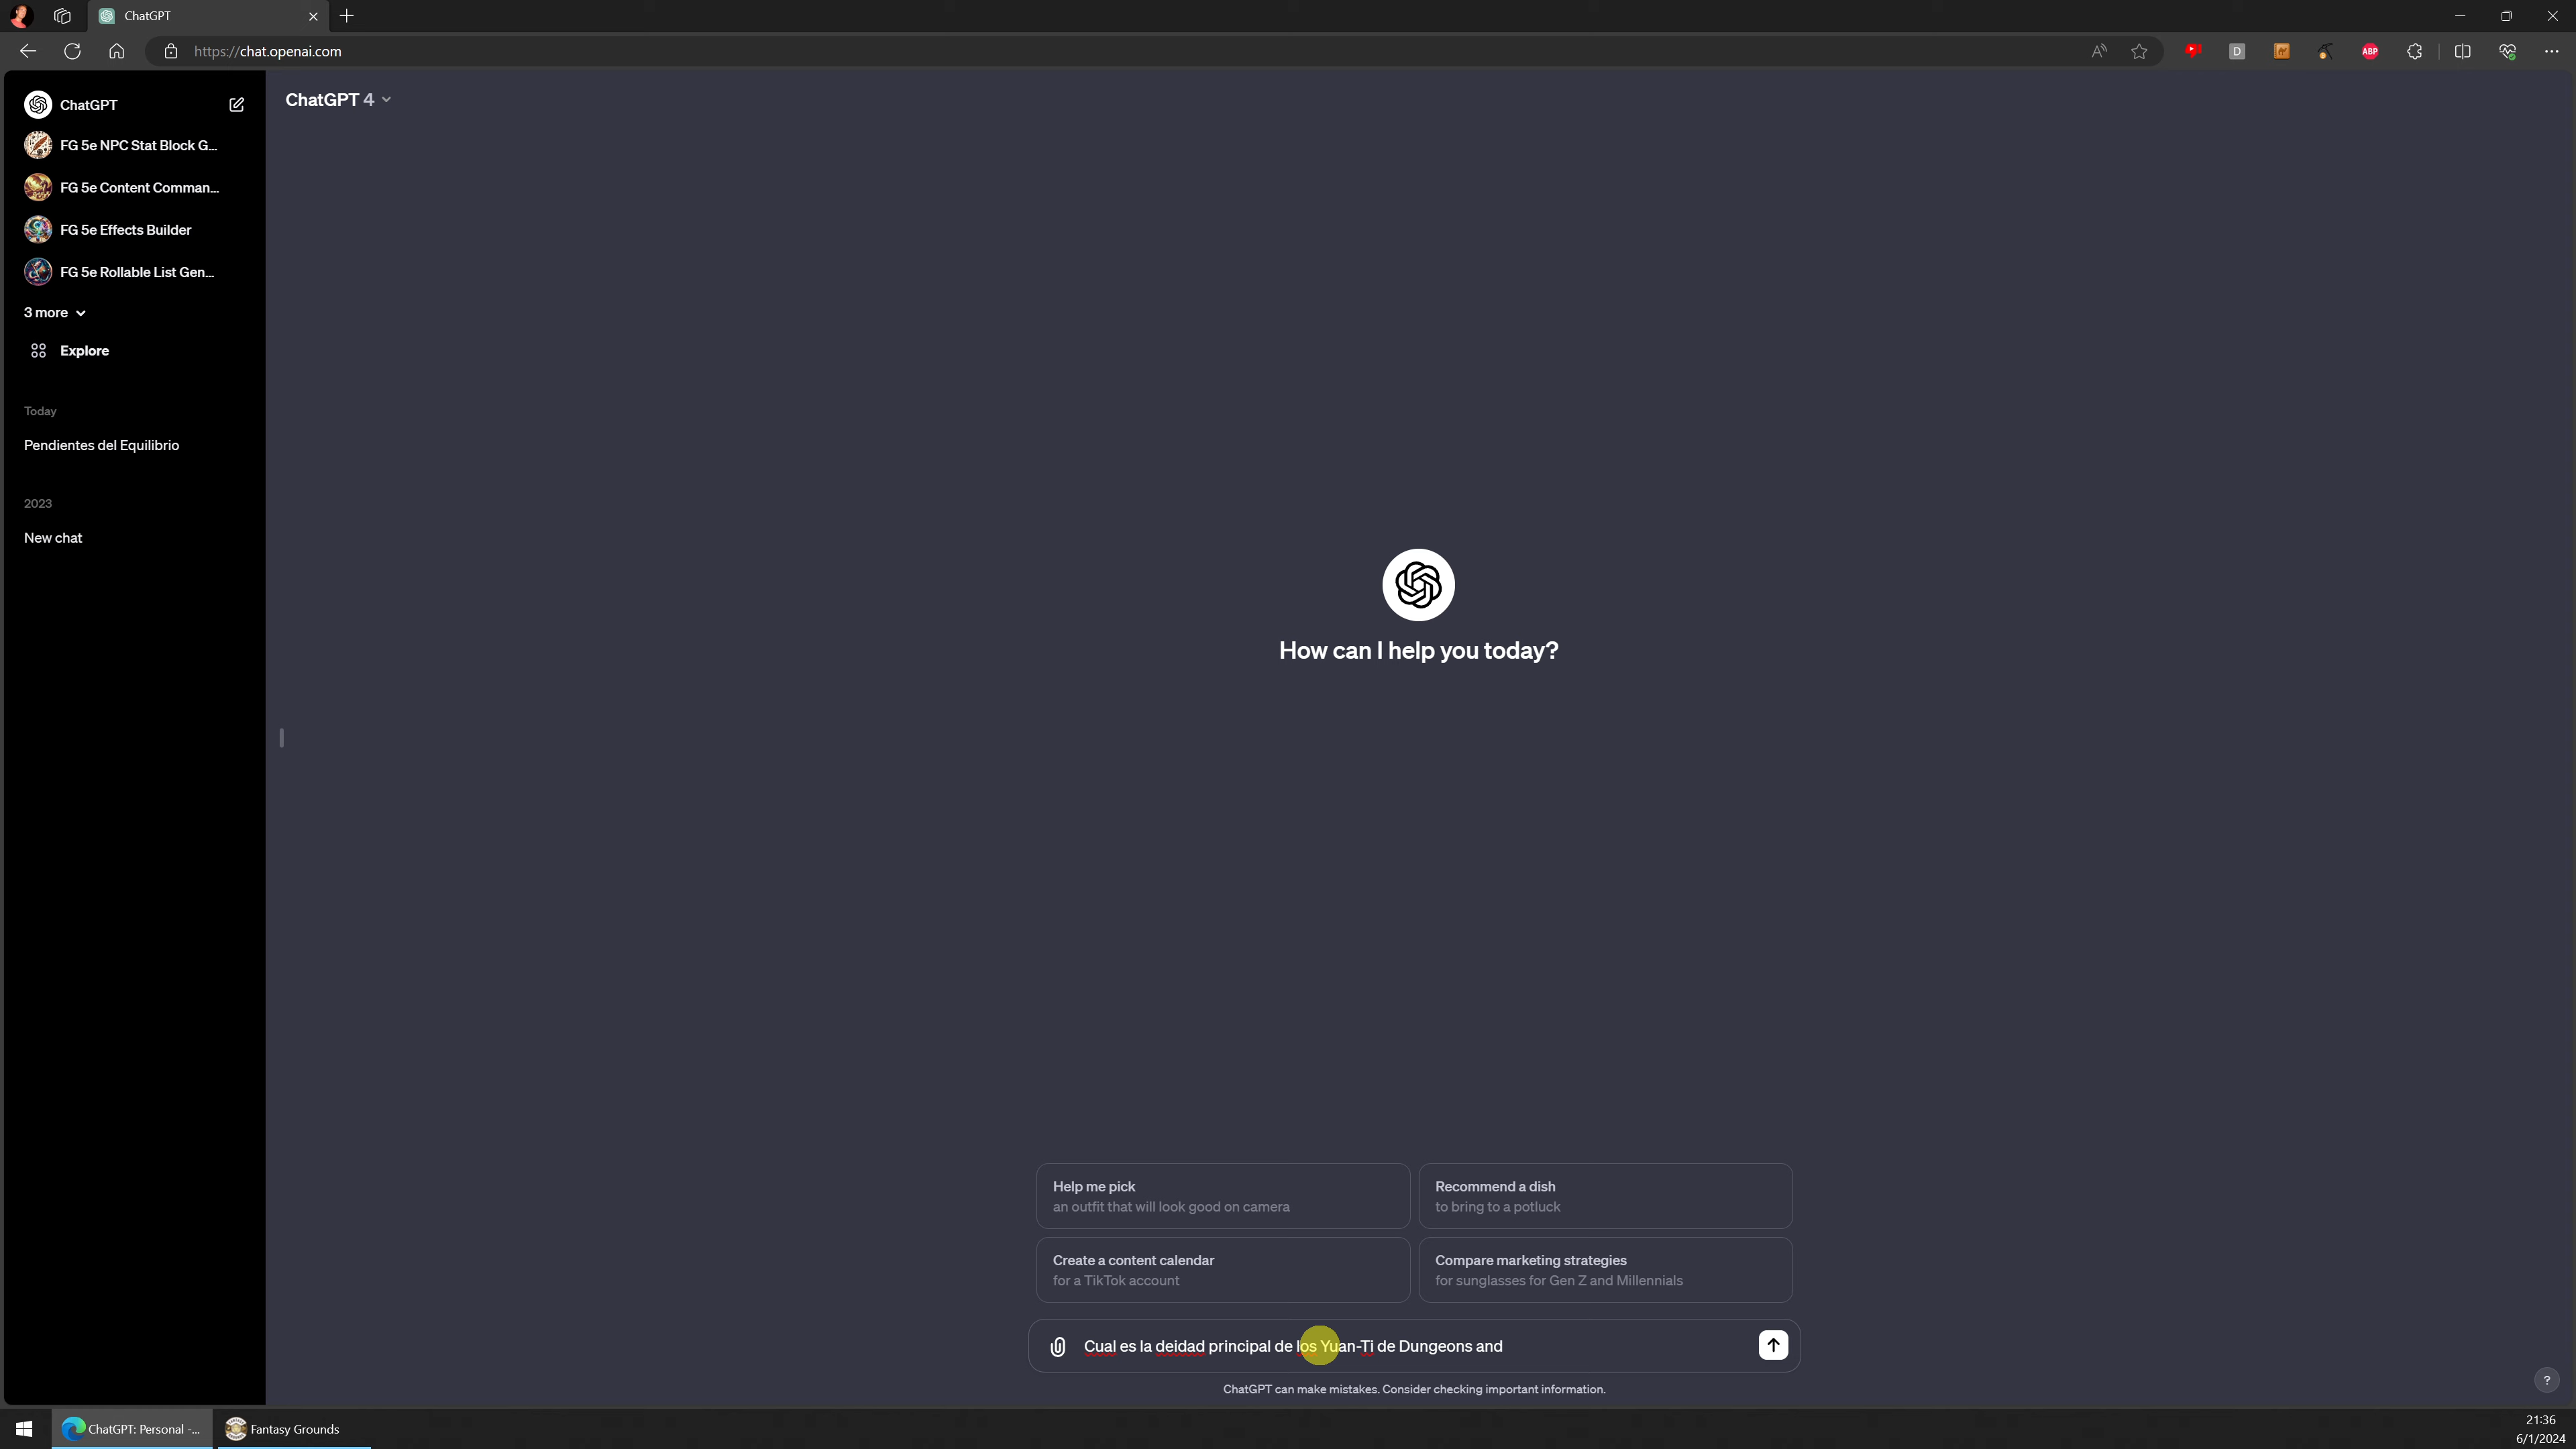 ChatGPT
https://chat.openai.com
D
ABP
ChatGPT
FG 5e NPC Stat Block G...
FG 5e Content Comman...
FG 5e Effects Builder
FG 5e Rollable List Gen...
3 more
Explore
Today
Pendientes del Equilibrio
2023
New chat
ChatGPT 4
How can I help you today?
Help me pick
an outfit that will look good on camera
Recommend a dish
to bring to a potluck
Create a content calendar
for a TikTok account
Compare marketing strategies
for sunglasses for Gen Z and Millennials
Cual es la deidad principal de los Yuan-Ti de Dungeons and
ChatGPT can make mistakes. Consider checking important information.
?
ChatGPT: Personal -...
Fantasy Grounds
21:36
6/1/2024